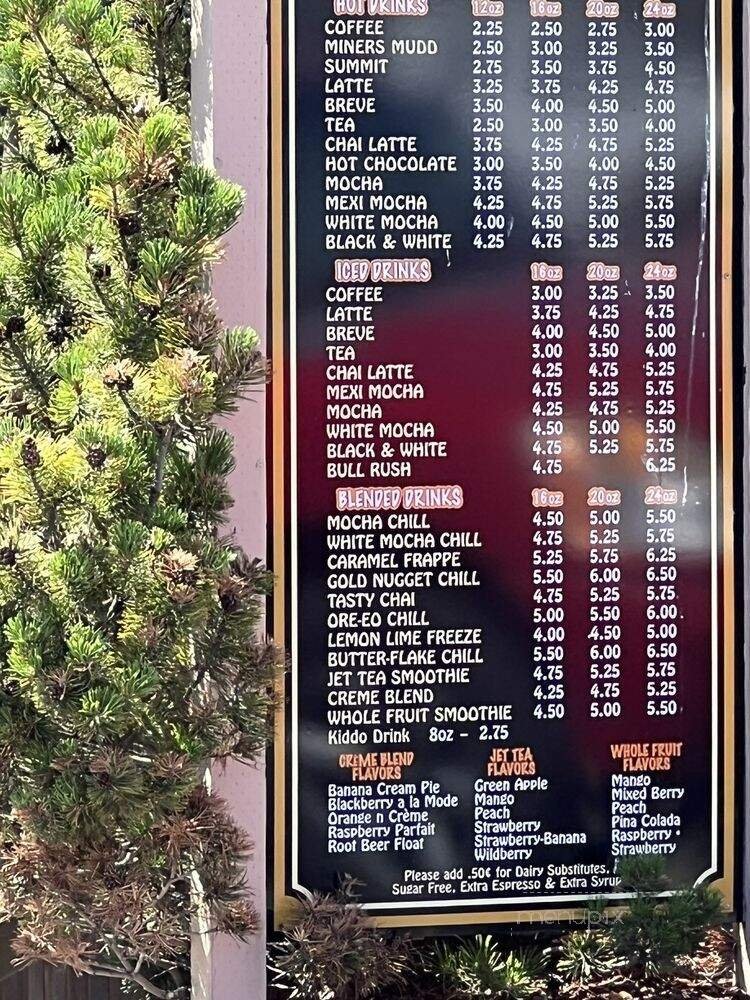 HOT DRINKS 12oz 16oz 20oz 24oz
COFFEE 2.25 2.50 2.75 3.00
MINERS MUDD 2.50 3.00 3.25 3.50
SUMMIT 2.75 3.50 3.75 4.50
LATTE 3.25 3.75 4.25 4.75
BREVE 3.50 4.00 4.50 5.00
TEA 2.50 3.00 3.50 4.00
CHAI LATTE 3.75 4.25 4.75 5.25
HOT CHOCOLATE 3.00 3.50 4.00 4.50
MOCHA 3.75 4.25 4.75 5.25
MEXI MOCHA 4.25 4.75 5.25 5.75
WHITE MOCHA 4.00 4.50 5.00 5.50
BLACK & WHITE 4.25 4.75 5.25 5.75
ICED DRINKS 16oz 20oz 24oz
COFFEE 3.00 3.25 3.50
LATTE 3.75 4.25 4.75
BREVE 4.00 4.50 5.00
TEA 3.00 3.50 4.00
CHAI LATTE 4.25 4.75 5.25
MEXI MOCHA 4.75 5.25 5.75
MOCHA 4.25 4.75 5.25
WHITE MOCHA 4.50 5.00 5.50
BLACK & WHITE 4.75 5.25 5.75
BULL RUSH 4.75 6.25
BLENDED DRINKS 16oz 20oz 24oz
MOCHA CHILL 4.50 5.00 5.50
WHITE MOCHA CHILL 4.75 5.25 5.75
CARAMEL FRAPPE 5.25 5.75 6.25
GOLD NUGGET CHILL 5.50 6.00 6.50
TASTY CHAI 4.75 5.25 5.75
ORE-EO CHILL 5.00 5.50 6.00
LEMON LIME FREEZE 4.00 4.50 5.00
BUTTER-FLAKE CHILL 5.50 6.00 6.50
JET TEA SMOOTHIE 4.75 5.25 5.75
CREME BLEND 4.25 4.75 5.25
WHOLE FRUIT SMOOTHIE 4.50 5.00 5.50
Kiddo Drink 8oz - 2.75
CRÈME BLEND
FLAVORS
Banana Cream Pie
Blackberry a la Mode
Orange n Crème
Raspberry Parfait
Root Beer Float
JET TEA
FLAVORS
Green Apple
Mango
Peach
Strawberry
Strawberry-Banana
Wildberry
WHOLE FRUIT
FLAVORS
Mango
Mixed Berry
Peach
Pina Colada
Raspberry
Strawberry
Please add .50¢ for Dairy Substitutes,
Sugar Free, Extra Espresso & Extra Syrup
menupix